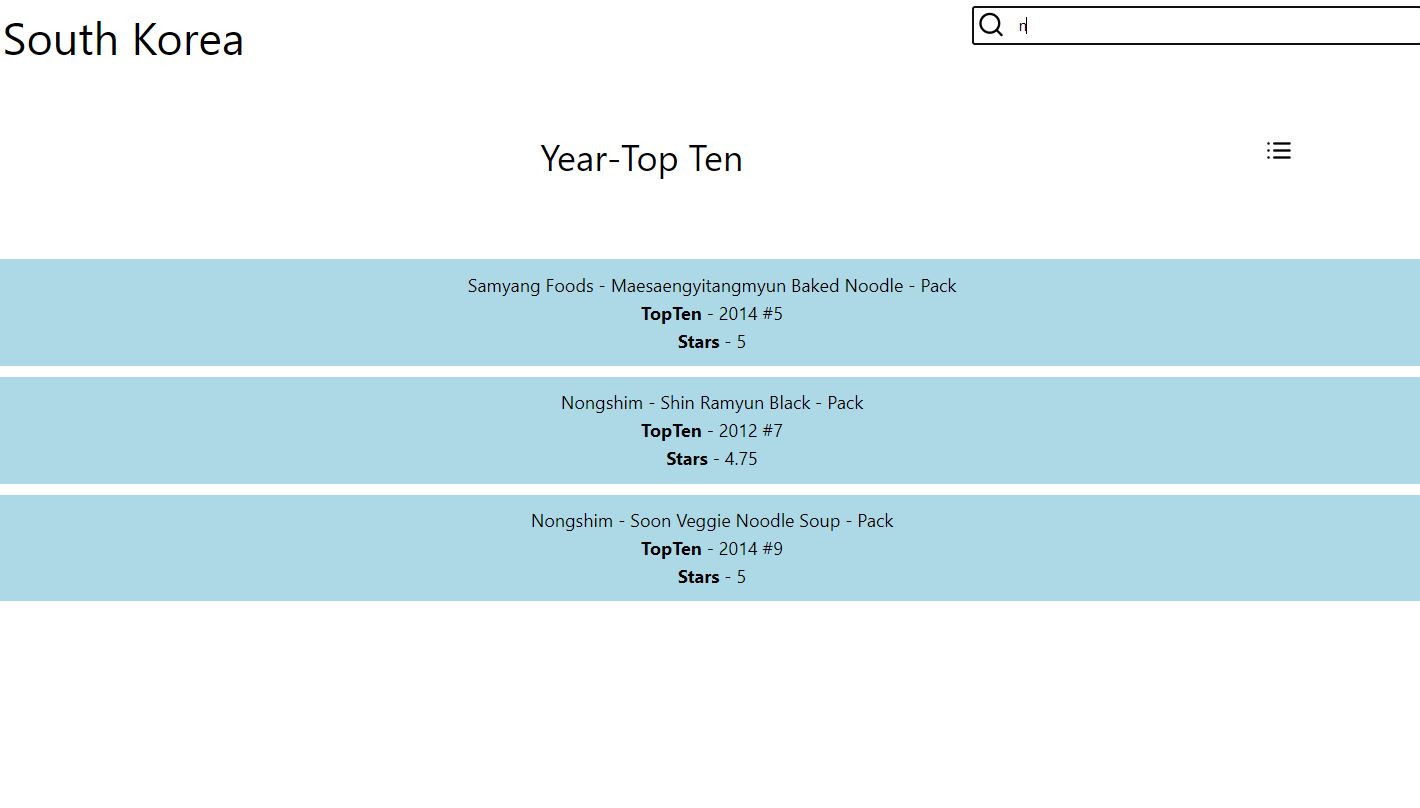 South Korea
n
Year-Top Ten
Samyang Foods - Maesaengyitangmyun Baked Noodle - Pack
TopTen - 2014 #5
Stars - 5
Nongshim - Shin Ramyun Black - Pack
TopTen - 2012 #7
Stars - 4.75
Nongshim - Soon Veggie Noodle Soup - Pack
TopTen - 2014 #9
Stars - 5